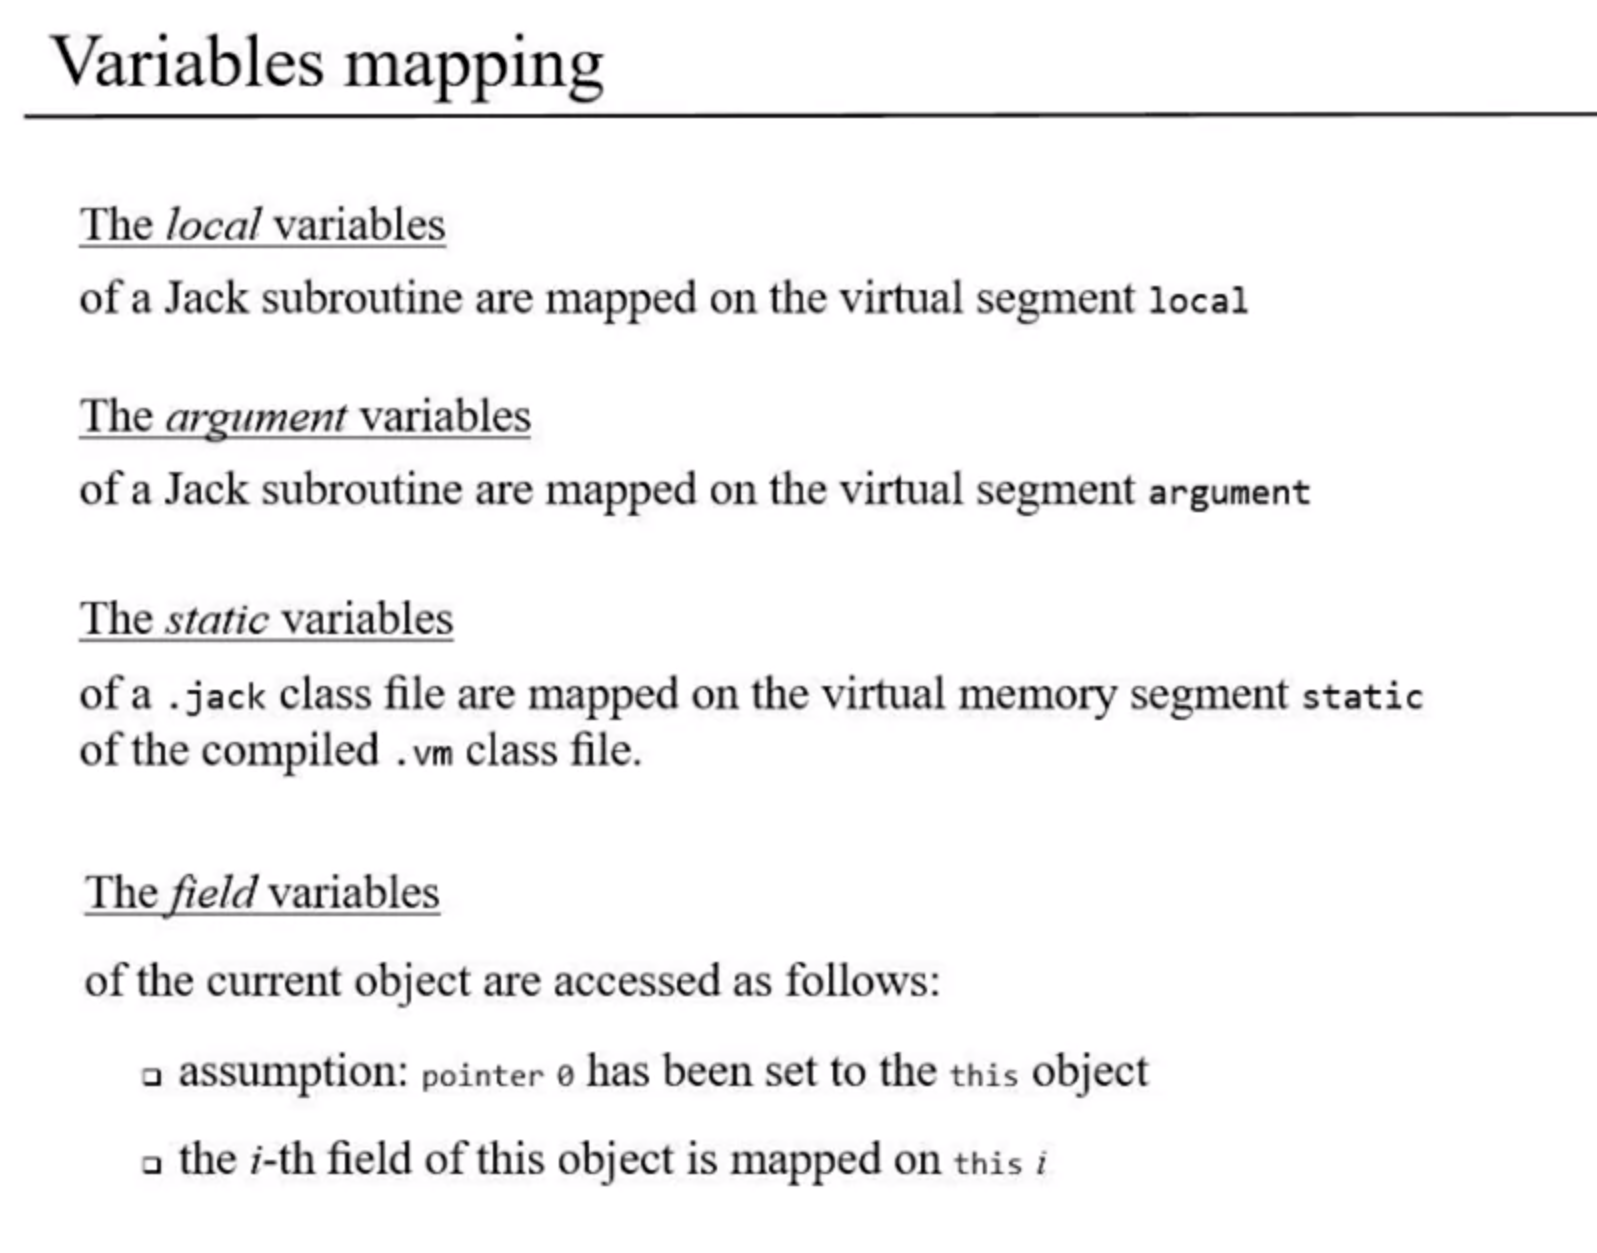 Variables mapping
The local variables
of a Jack subroutine are mapped on the virtual segment local
The argument variables
of a Jack subroutine are mapped on the virtual segment argument
The static variables
of a .jack class file are mapped on the virtual memory segment static
of the compiled .vm class file.
The field variables
of the current object are accessed as follows:
❑ assumption: pointer 0 has been set to the this object
❑ the i-th field of this object is mapped on this i